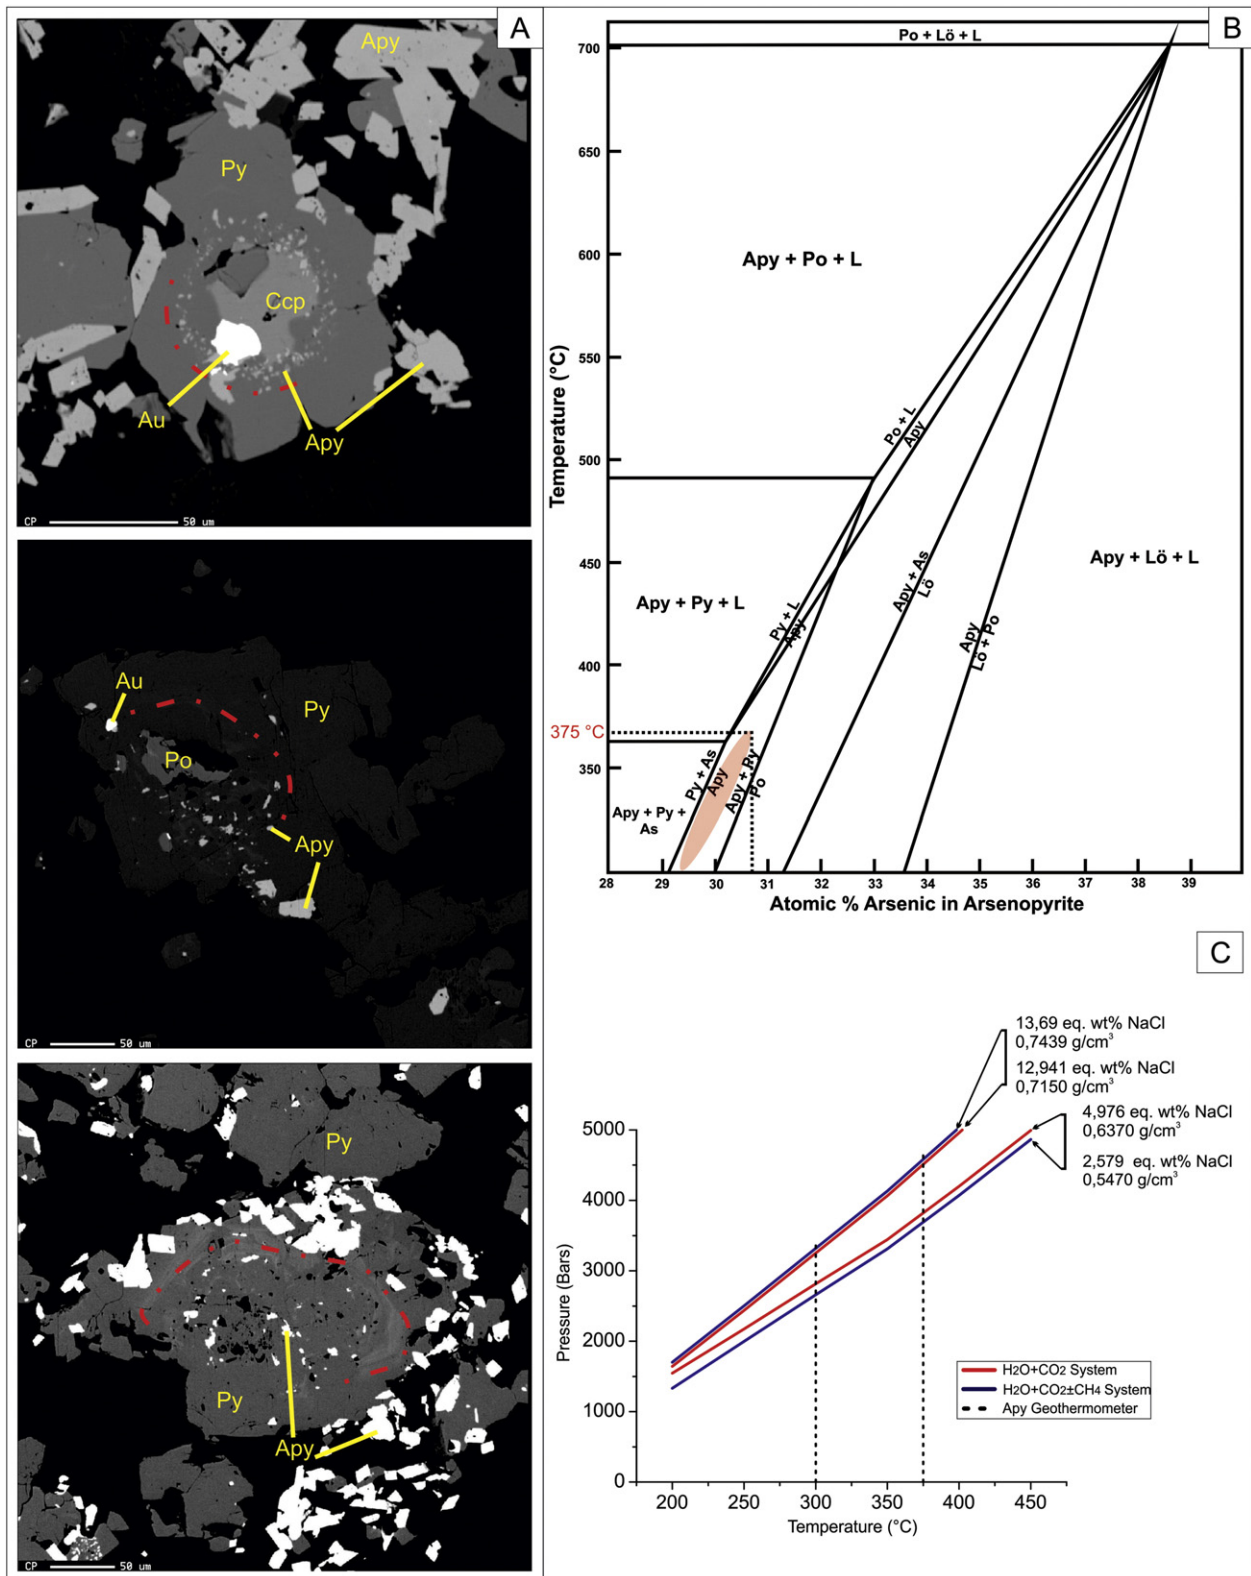 A
Apy
Py
Ccp
Au
Apy
CP 50 um
Au
Py
Po
Apy
CP 50 um
Py
Py
Apy
CP 50 um
B
Po + Lö + L
700
650
600
550
500
450
400
375 °C
350
Temperature (°C)
Apy + Po + L
Po + L
Apy
Apy + Py + L
Py + L
Apy
Apy + As
Lö
Apy + Lö + L
Apy
Lö + Po
Py + As
Apy
Apy + Py
Po
Apy + Py +
As
28 29 30 31 32 33 34 35 36 37 38 39
Atomic % Arsenic in Arsenopyrite
C
13,69 eq. wt% NaCl
0,7439 g/cm³
12,941 eq. wt% NaCl
0,7150 g/cm³
4,976 eq. wt% NaCl
0,6370 g/cm³
2,579 eq. wt% NaCl
0,5470 g/cm³
5000
4000
3000
2000
1000
0
Pressure (Bars)
H2O+CO2 System
H2O+CO2±CH4 System
Apy Geothermometer
200 250 300 350 400 450
Temperature (°C)